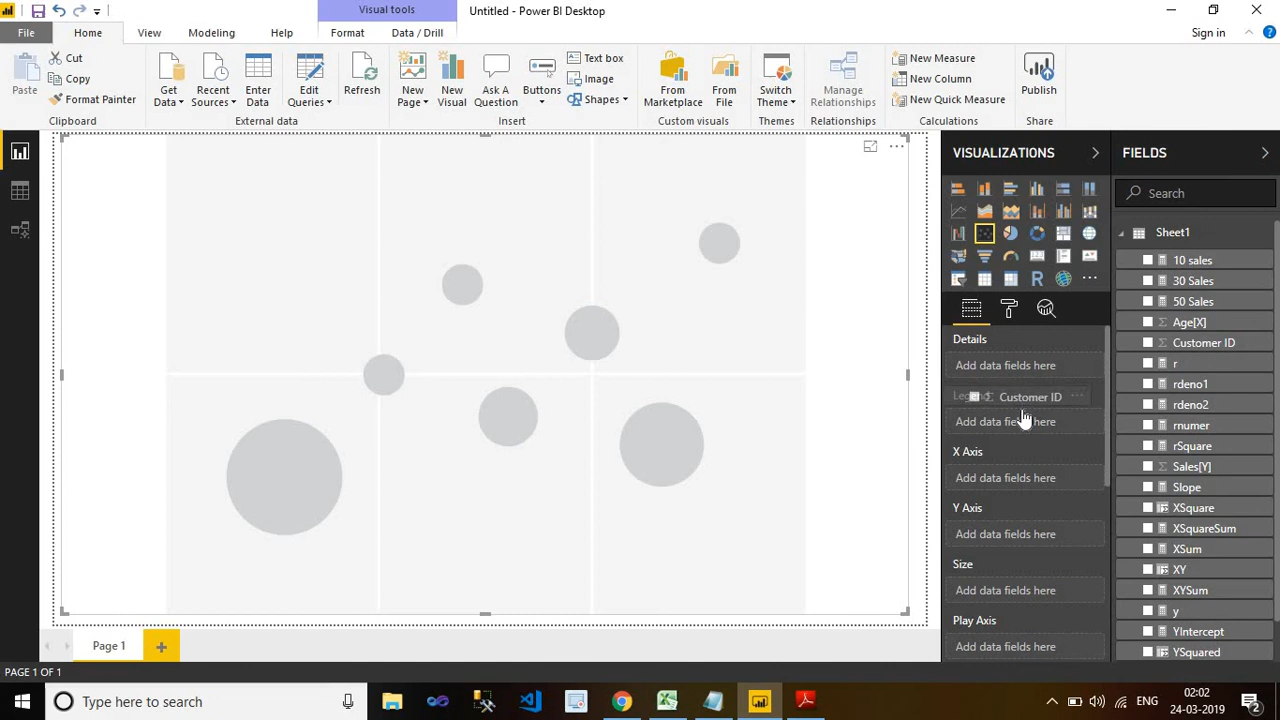 Visual tools
Untitled - Power BI Desktop
File
Home
View
Modeling
Help
Format
Data / Drill
Sign in
Paste
Cut
Copy
Format Painter
Clipboard
Get Data
Recent Sources
Enter Data
Edit Queries
Refresh
External data
New Page
New Visual
Ask A Question
Buttons
Text box
Image
Shapes
Insert
From Marketplace
From File
Custom visuals
Switch Theme
Themes
Manage Relationships
Relationships
New Measure
New Column
New Quick Measure
Calculations
Publish
Share
VISUALIZATIONS
R
Details
Add data fields here
Legend
Customer ID
Add data fields here
X Axis
Add data fields here
Y Axis
Add data fields here
Size
Add data fields here
Play Axis
Add data fields here
FIELDS
Search
Sheet1
10 sales
30 Sales
50 Sales
Age[X]
Customer ID
r
rdeno1
rdeno2
rnumer
rSquare
Sales[Y]
Slope
XSquare
XSquareSum
XSum
XY
XYSum
y
YIntercept
YSquared
Page 1
PAGE 1 OF 1
Type here to search
ENG
02:02
24-03-2019
2